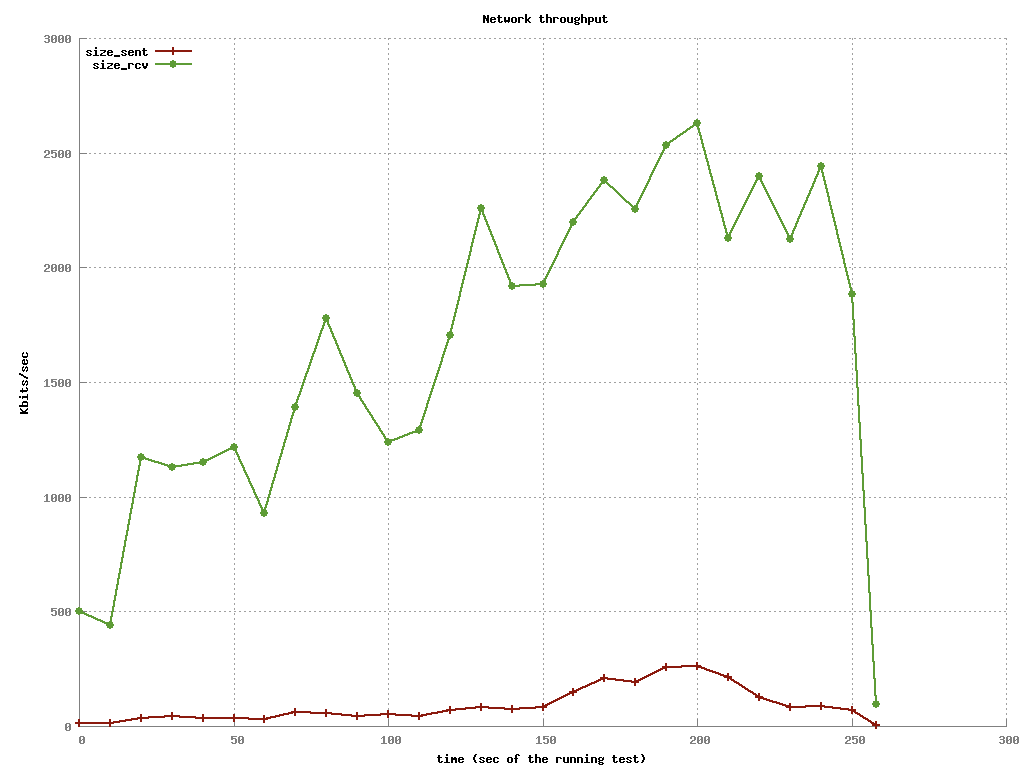 Network throughput
3000
size_sent
size_rcv
2500
2000
1500
Kbits/sec
1000
500
0
0 50 100 150 200 250 300
time (sec of the running test)